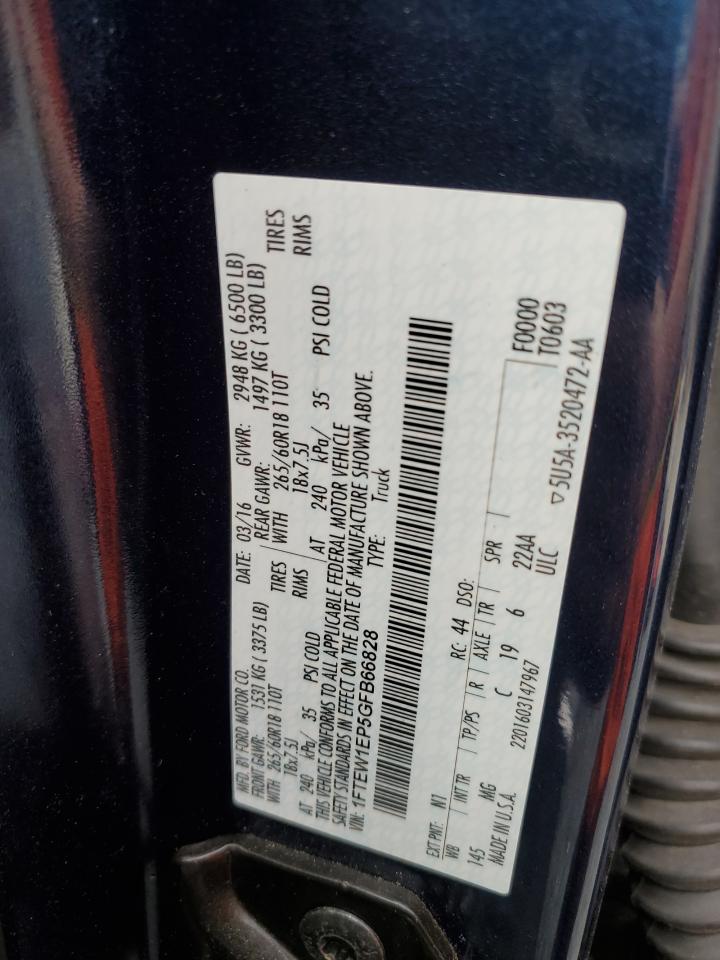 MFD. BY FORD MOTOR CO.
DATE: 03/16 GVWR: 2948 KG ( 6500 LB)
FRONT GAWR: 1531 KG ( 3375 LB) REAR GAWR: 1497 KG ( 3300 LB)
WITH 265/60R18 110T TIRES WITH 265/60R18 110T TIRES
18x7.5J RIMS 18x7.5J RIMS
AT 240 kPa/ 35 PSI COLD AT 240 kPa/ 35 PSI COLD
THIS VEHICLE CONFORMS TO ALL APPLICABLE FEDERAL MOTOR VEHICLE
SAFETY STANDARDS IN EFFECT ON THE DATE OF MANUFACTURE SHOWN ABOVE.
VIN: 1FTEW1EP5GFB66828 TYPE: Truck
EXT PNT: N1 RC: 44 DSO: F0000
WB INT TR TP/PS R AXLE TR SPR T0603
145 MG C 19 6 22AA
MADE IN U.S.A. 2201603147967 ULC ▽5U5A-3520472-AA